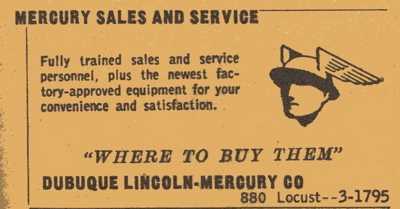 MERCURY SALES AND SERVICE
Fully trained sales and service
personnel, plus the newest fac-
tory-approved equipment for your
convenience and satisfaction.
"WHERE TO BUY THEM"
DUBUQUE LINCOLN-MERCURY CO
880 Locust--3-1795